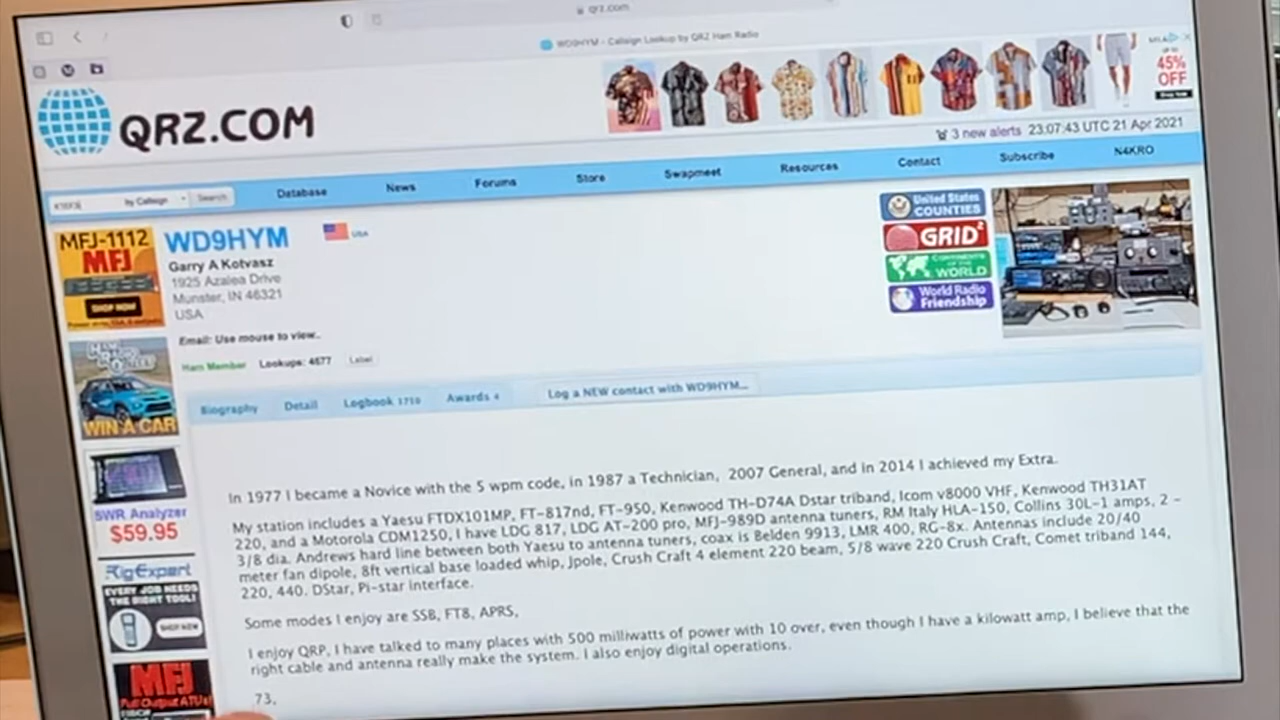 qrz.com
WD9HYM - Callsign Lookup by QRZ Ham Radio
QRZ.COM
45%
OFF
Shop Now
3 new alerts 23:07:43 UTC 21 Apr 2021
by Callsign Search Database News Forums Store Swapmeet Resources Contact Subscribe N4KRO
MFJ-1112
MFJ
SHOP NOW
WD9HYM USA
Garry A Kotvasz
1925 Azalea Drive
Munster, IN 46321
USA
Email: Use mouse to view..
Ham Member Lookups: 4677 Label
United States
COUNTIES
GRID²
CONTINENTS
OF THE
WORLD
World Radio
Friendship
WIN A CAR
Biography Detail Logbook 1710 Awards 4 Log a NEW contact with WD9HYM...
SWR Analyzer
$59.95
RigExpert
EVERY JOB NEEDS
THE RIGHT TOOL!
SHOP NOW
MFJ
In 1977 I became a Novice with the 5 wpm code, in 1987 a Technician, 2007 General, and in 2014 I achieved my Extra.
My station includes a Yaesu FTDX101MP, FT-817nd, FT-950, Kenwood TH-D74A Dstar triband, Icom v8000 VHF, Kenwood TH31AT
220, and a Motorola CDM1250, I have LDG 817, LDG AT-200 pro, MFJ-989D antenna tuners, RM Italy HLA-150, Collins 30L-1 amps, 2 -
3/8 dia. Andrews hard line between both Yaesu to antenna tuners, coax is Belden 9913, LMR 400, RG-8x. Antennas include 20/40
meter fan dipole, 8ft vertical base loaded whip, Jpole, Crush Craft 4 element 220 beam, 5/8 wave 220 Crush Craft, Comet triband 144,
220, 440. DStar, Pi-star interface.
Some modes I enjoy are SSB, FT8, APRS,
I enjoy QRP, I have talked to many places with 500 milliwatts of power with 10 over, even though I have a kilowatt amp, I believe that the
right cable and antenna really make the system. I also enjoy digital operations.
73,